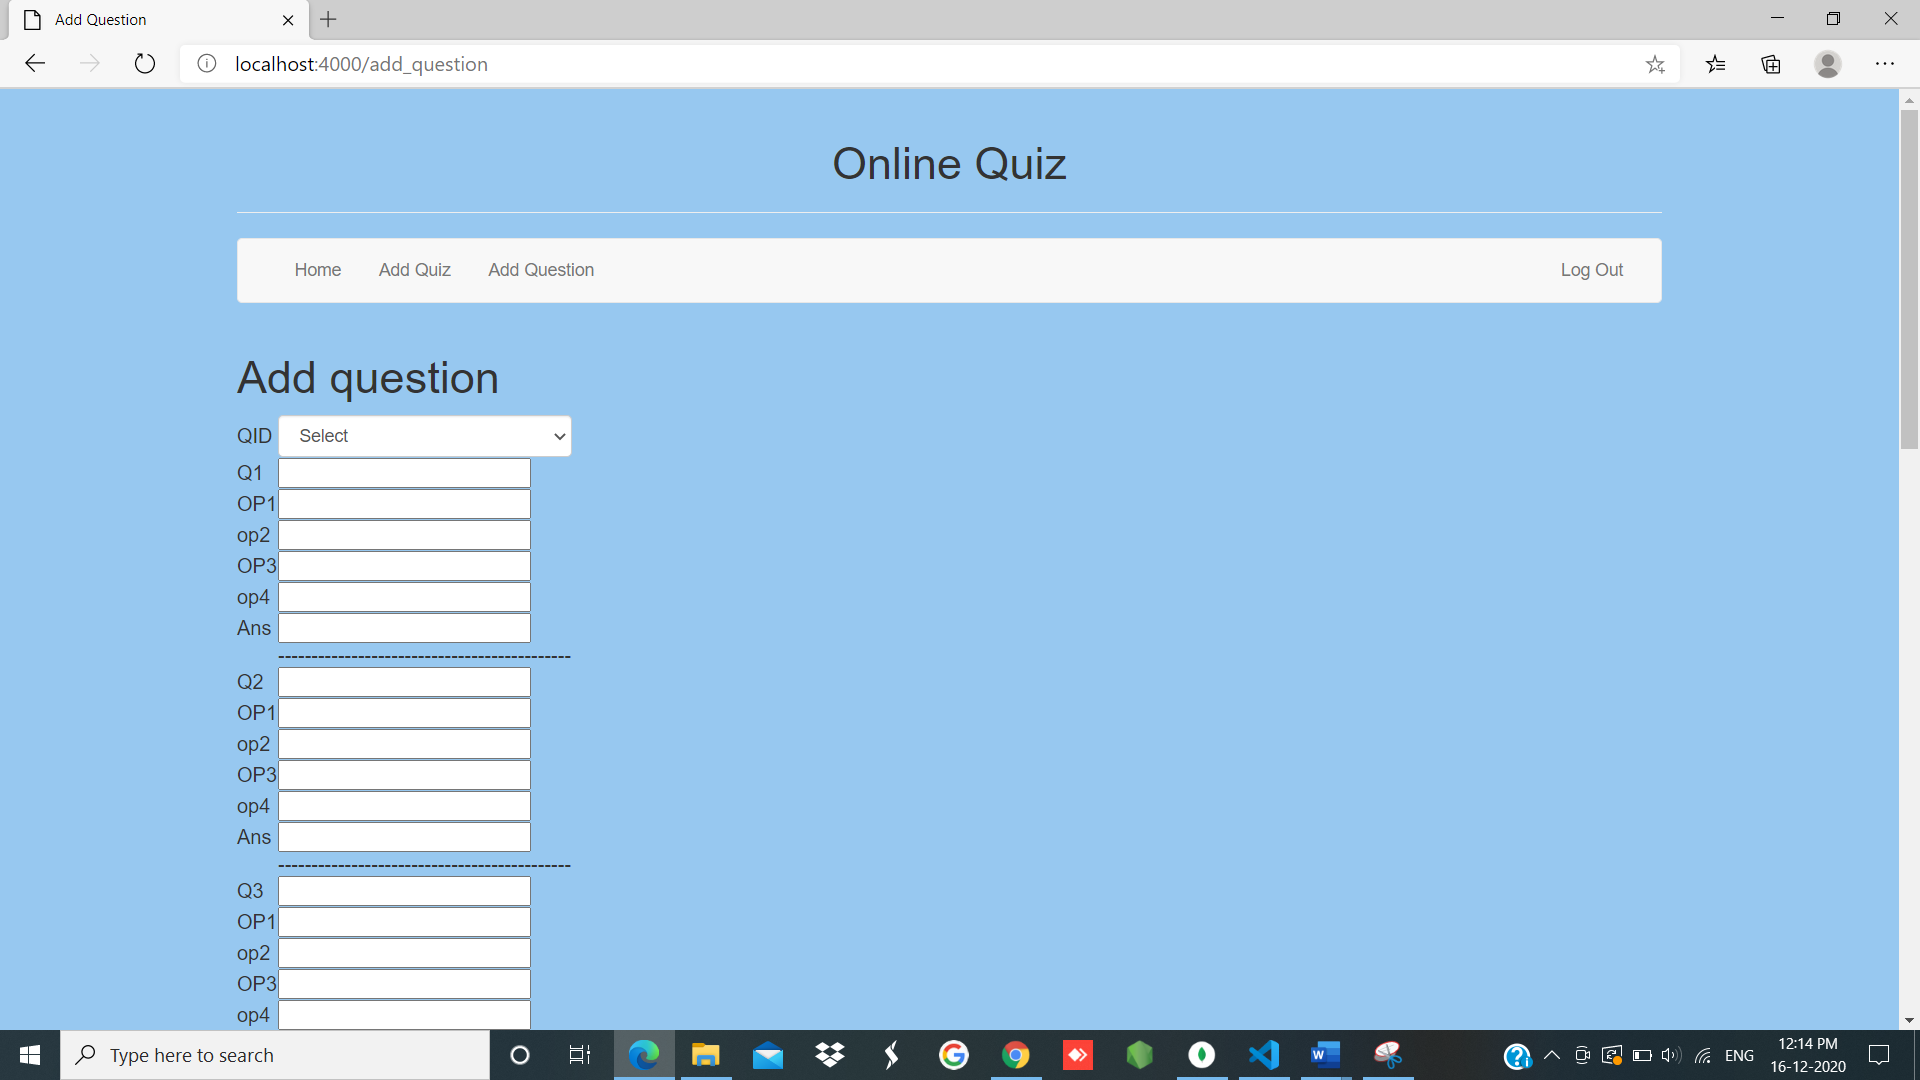 Add Question
localhost:4000/add_question
Online Quiz
Home Add Quiz Add Question Log Out
Add question
QID Select
Q1
OP1
op2
OP3
op4
Ans
--------------------------------------------
Q2
OP1
op2
OP3
op4
Ans
--------------------------------------------
Q3
OP1
op2
OP3
op4
Type here to search
ENG
12:14 PM
16-12-2020